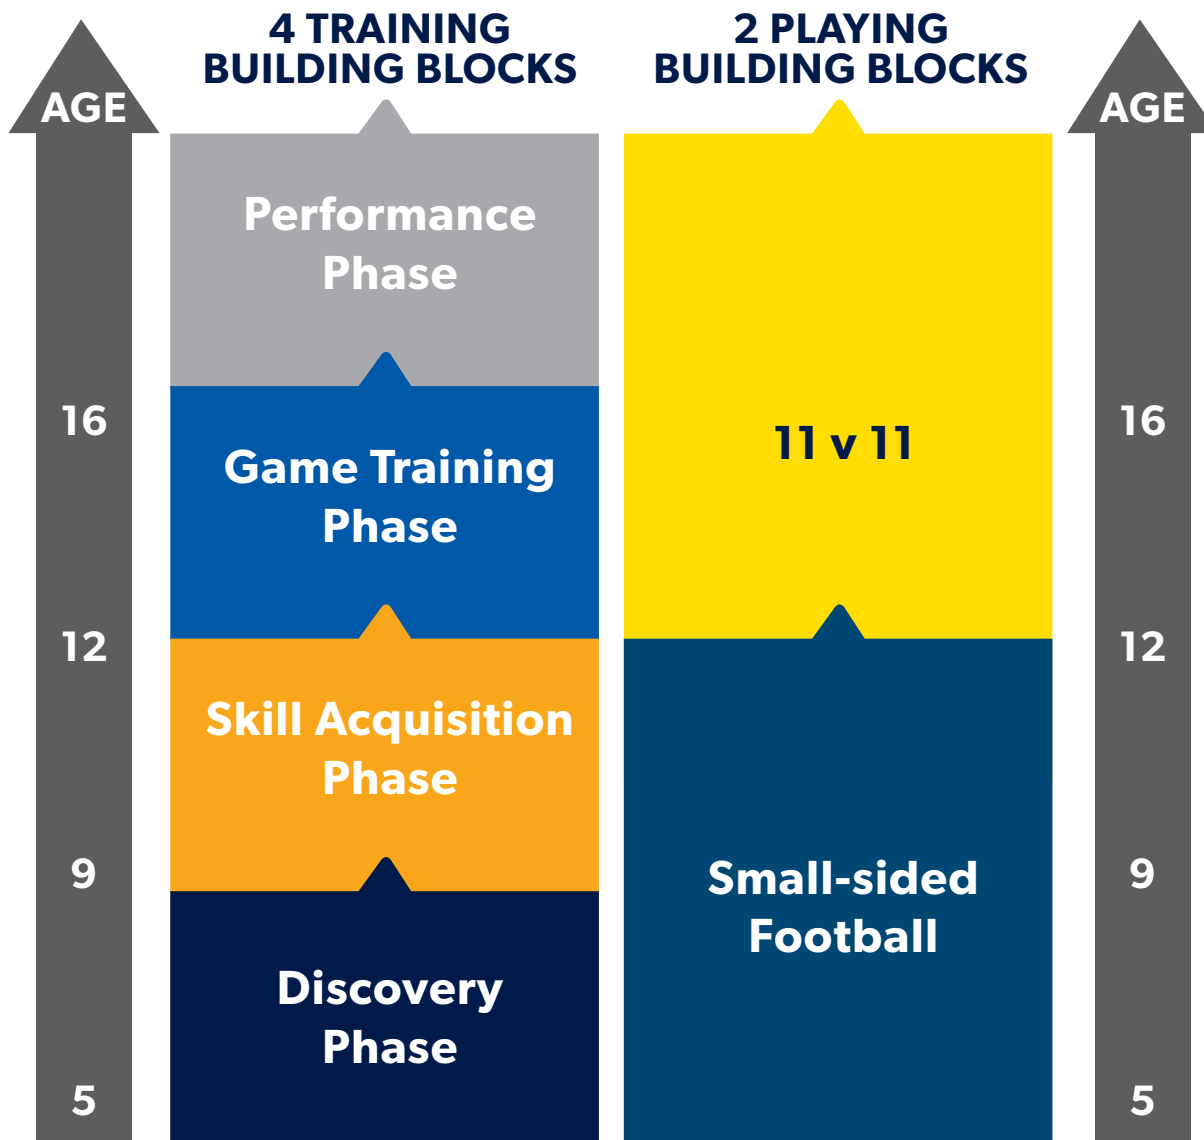 4 TRAINING
BUILDING BLOCKS
2 PLAYING
BUILDING BLOCKS
AGE
16
12
9
5
Performance
Phase
Game Training
Phase
Skill Acquisition
Phase
Discovery
Phase
11 v 11
Small-sided
Football
AGE
16
12
9
5